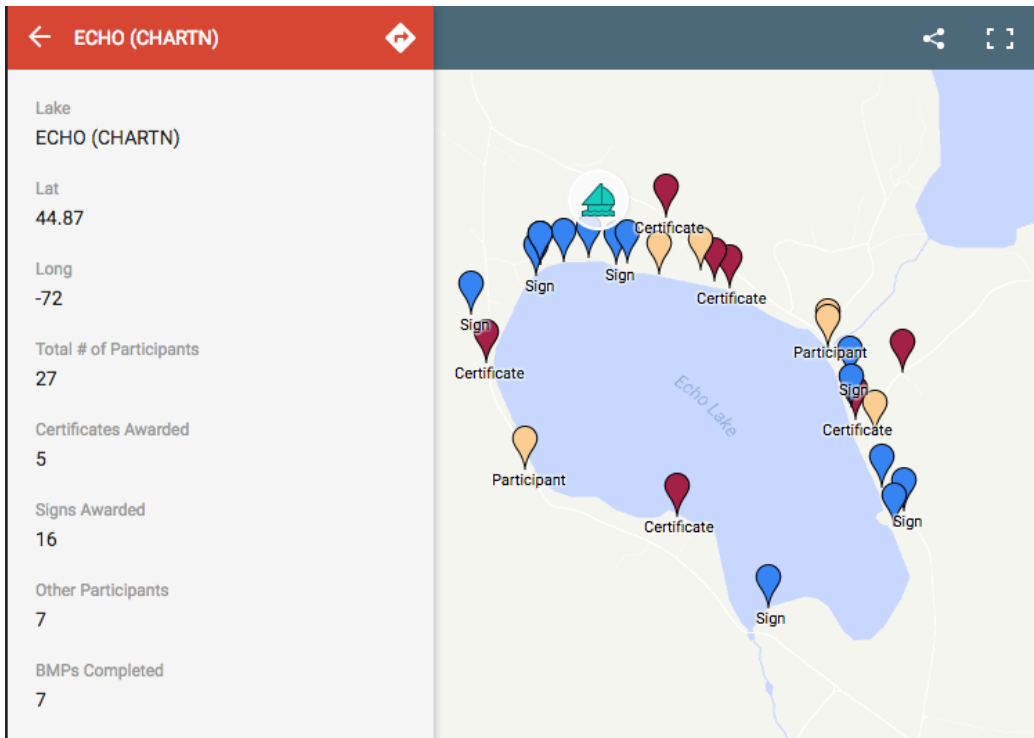 ECHO (CHARTN)
Lake
ECHO (CHARTN)
Lat
44.87
Long
-72
Total # of Participants
27
Certificates Awarded
5
Signs Awarded
16
Other Participants
7
BMPs Completed
7
Certificate
Sign
Sign
Certificate
Sign
Participant
Certificate
Sign
Echo Lake
Certificate
Participant
Sign
Certificate
Sign